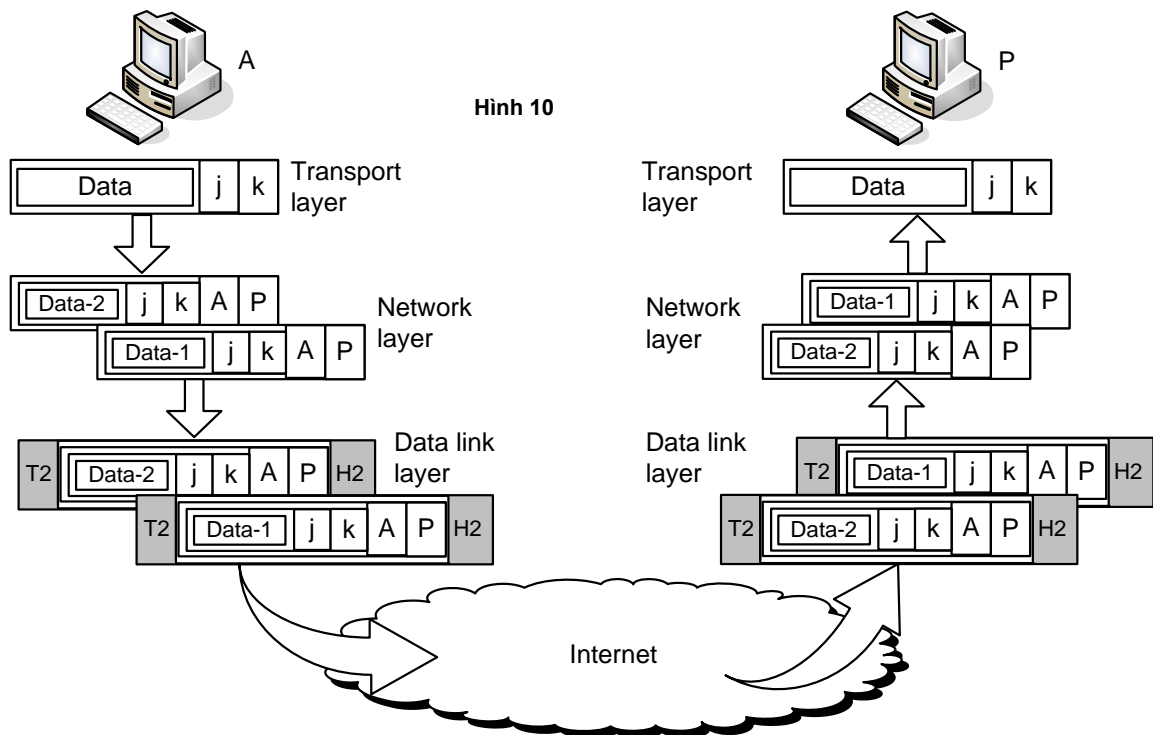 A
P
Hình 10
Data j k
Transport
layer
Transport
layer
Data j k
Data-2 j k A P
Data-1 j k A P
Network
layer
Network
layer
Data-1 j k A P
Data-2 j k A P
T2 Data-2 j k A P H2
T2 Data-1 j k A P H2
Data link
layer
Data link
layer
T2 Data-1 j k A P H2
T2 Data-2 j k A P H2
Internet